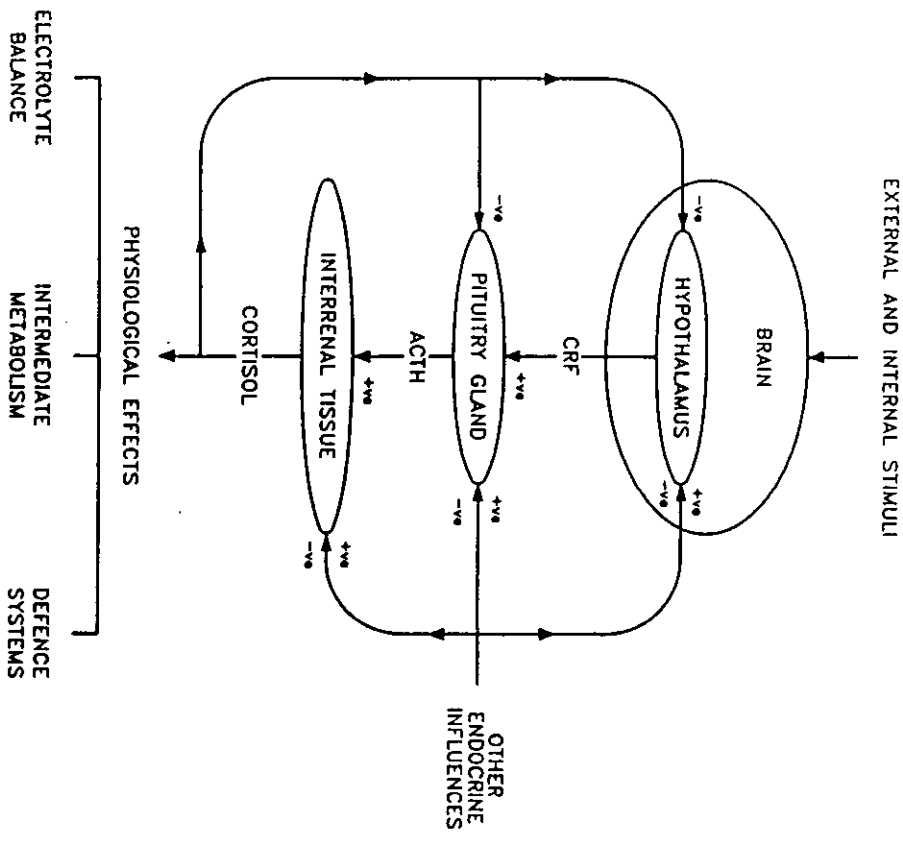 EXTERNAL AND INTERNAL STIMULI
BRAIN
-ve
HYPOTHALAMUS
+ve
-ve
CRF
+ve
-ve
PITUITRY GLAND
+ve
-ve
OTHER
ENDOCRINE
INFLUENCES
ACTH
+ve
INTERRENAL TISSUE
+ve
-ve
CORTISOL
PHYSIOLOGICAL EFFECTS
ELECTROLYTE
BALANCE
INTERMEDIATE
METABOLISM
DEFENCE
SYSTEMS